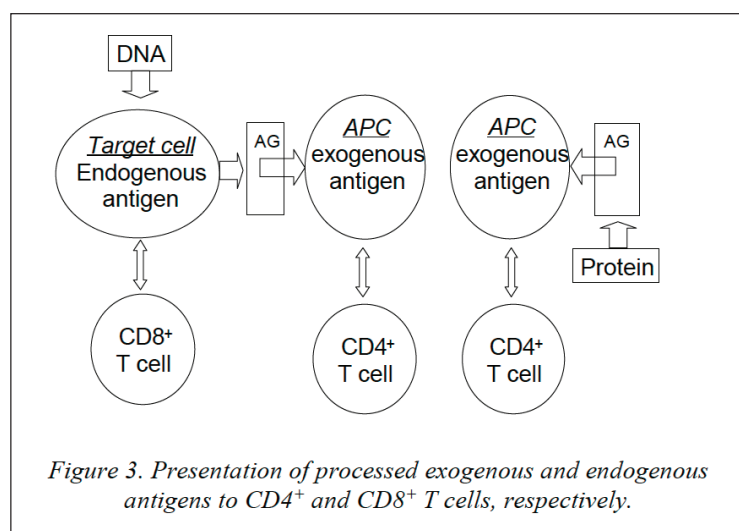 DNA
Target cell
Endogenous
antigen
AG
APC
exogenous
antigen
APC
exogenous
antigen
AG
Protein
CD8+
T cell
CD4+
T cell
CD4+
T cell
Figure 3. Presentation of processed exogenous and endogenous
antigens to CD4+ and CD8+ T cells, respectively.